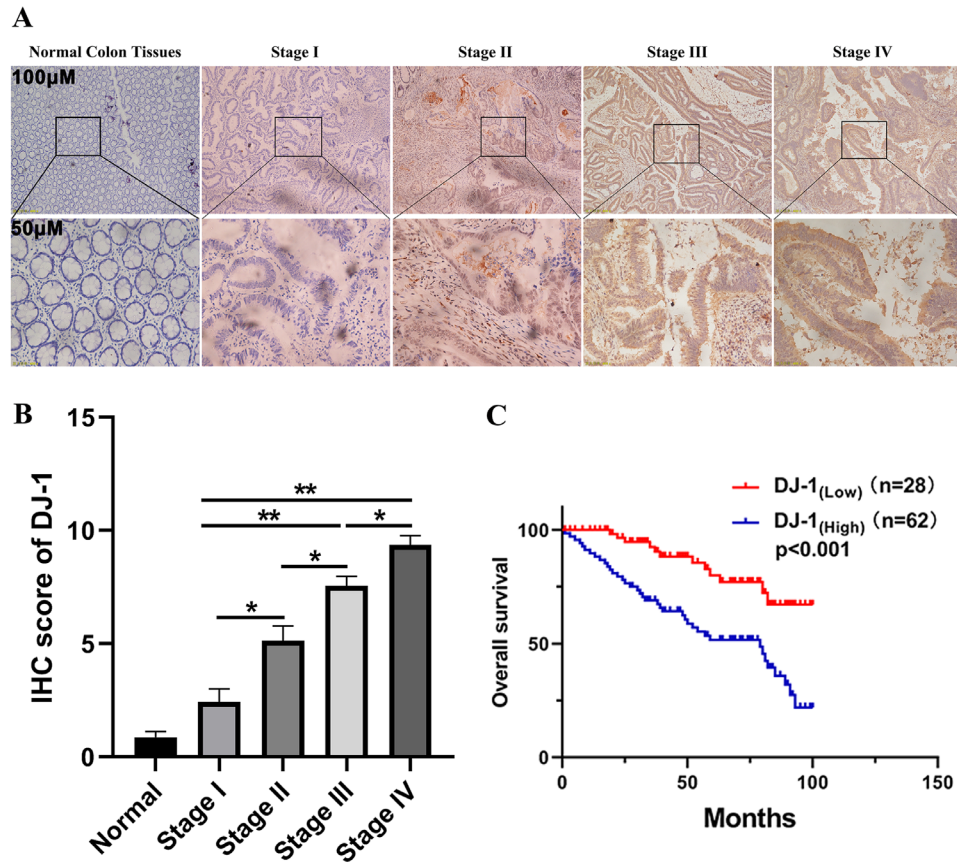 A
Normal Colon Tissues
Stage I
Stage II
Stage III
Stage IV
100μM
50μM
B
IHC score of DJ-1
15
10
5
0
**
**
*
*
*
Normal
Stage I
Stage II
Stage III
Stage IV
C
DJ-1(Low)（n=28）
DJ-1(High)（n=62）
p<0.001
Overall survival
100
50
0
0
50
100
150
Months